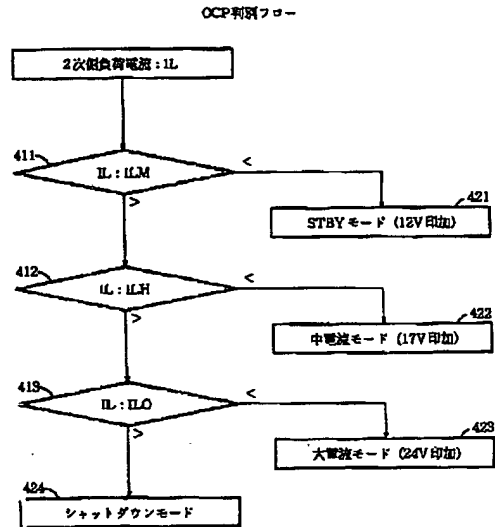 OCP判別フロー
2次側負荷電流：IL
411
IL：ILM
<
>
421
STBYモード（12V印加）
412
IL：ILH
<
>
422
中電流モード（17V印加）
413
IL：ILO
<
>
423
大電流モード（24V印加）
424
シャットダウンモード